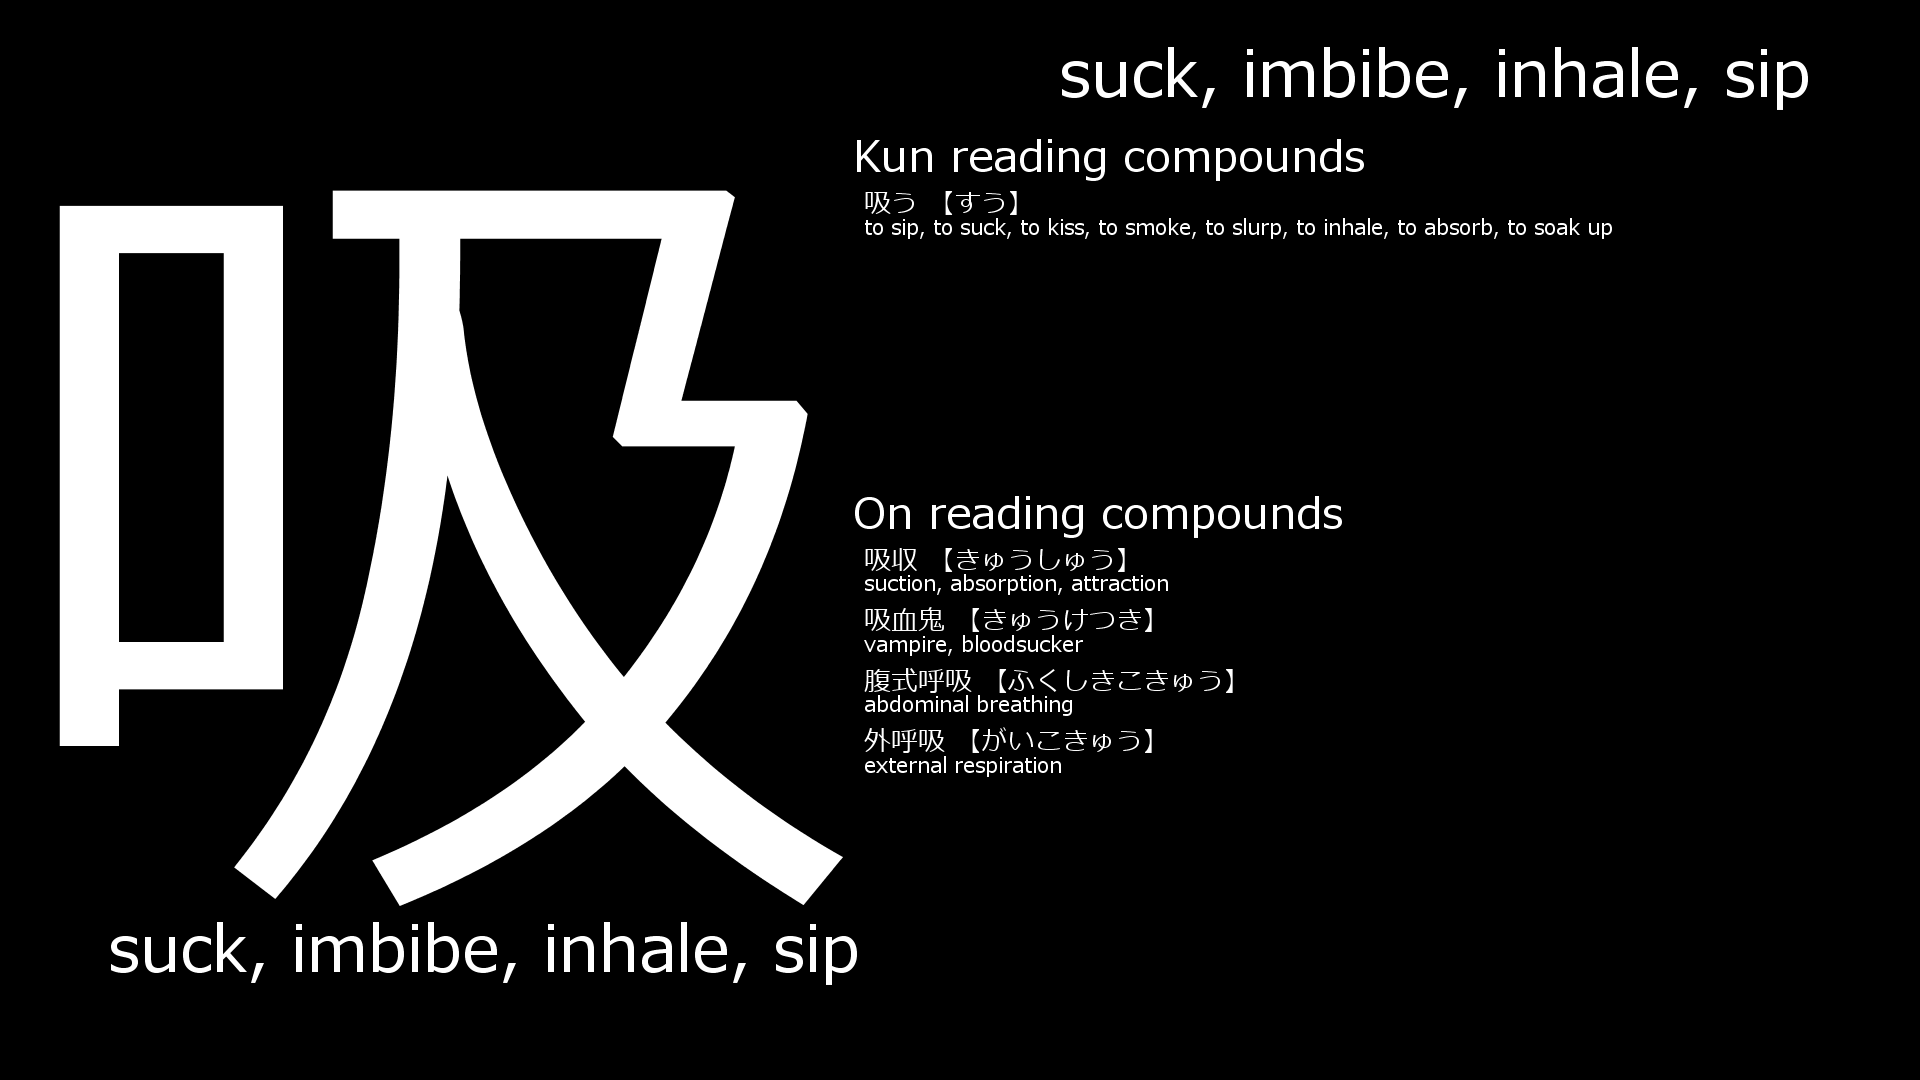 吸
suck, imbibe, inhale, sip
suck, imbibe, inhale, sip
Kun reading compounds
吸う 【すう】
to sip, to suck, to kiss, to smoke, to slurp, to inhale, to absorb, to soak up
On reading compounds
吸収 【きゅうしゅう】
suction, absorption, attraction
吸血鬼 【きゅうけつき】
vampire, bloodsucker
腹式呼吸 【ふくしきこきゅう】
abdominal breathing
外呼吸 【がいこきゅう】
external respiration